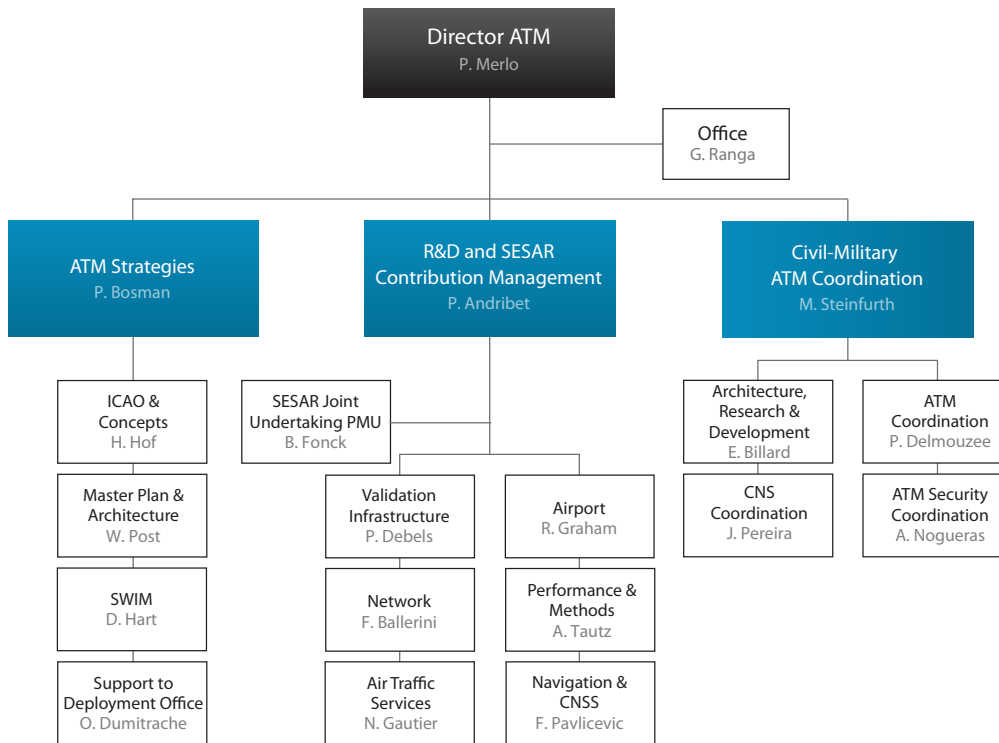 Director ATM
P. Merlo
Office
G. Ranga
ATM Strategies
P. Bosman
R&D and SESAR
Contribution Management
P. Andribet
Civil-Military
ATM Coordination
M. Steinfurth
ICAO &
Concepts
H. Hof
Master Plan &
Architecture
W. Post
SWIM
D. Hart
Support to
Deployment Office
O. Dumitrache
SESAR Joint
Undertaking PMU
B. Fonck
Validation
Infrastructure
P. Debels
Network
F. Ballerini
Air Traffic
Services
N. Gautier
Airport
R. Graham
Performance &
Methods
A. Tautz
Navigation &
CNSS
F. Pavlicevic
Architecture,
Research &
Development
E. Billard
CNS
Coordination
J. Pereira
ATM
Coordination
P. Delmouzee
ATM Security
Coordination
A. Nogueras